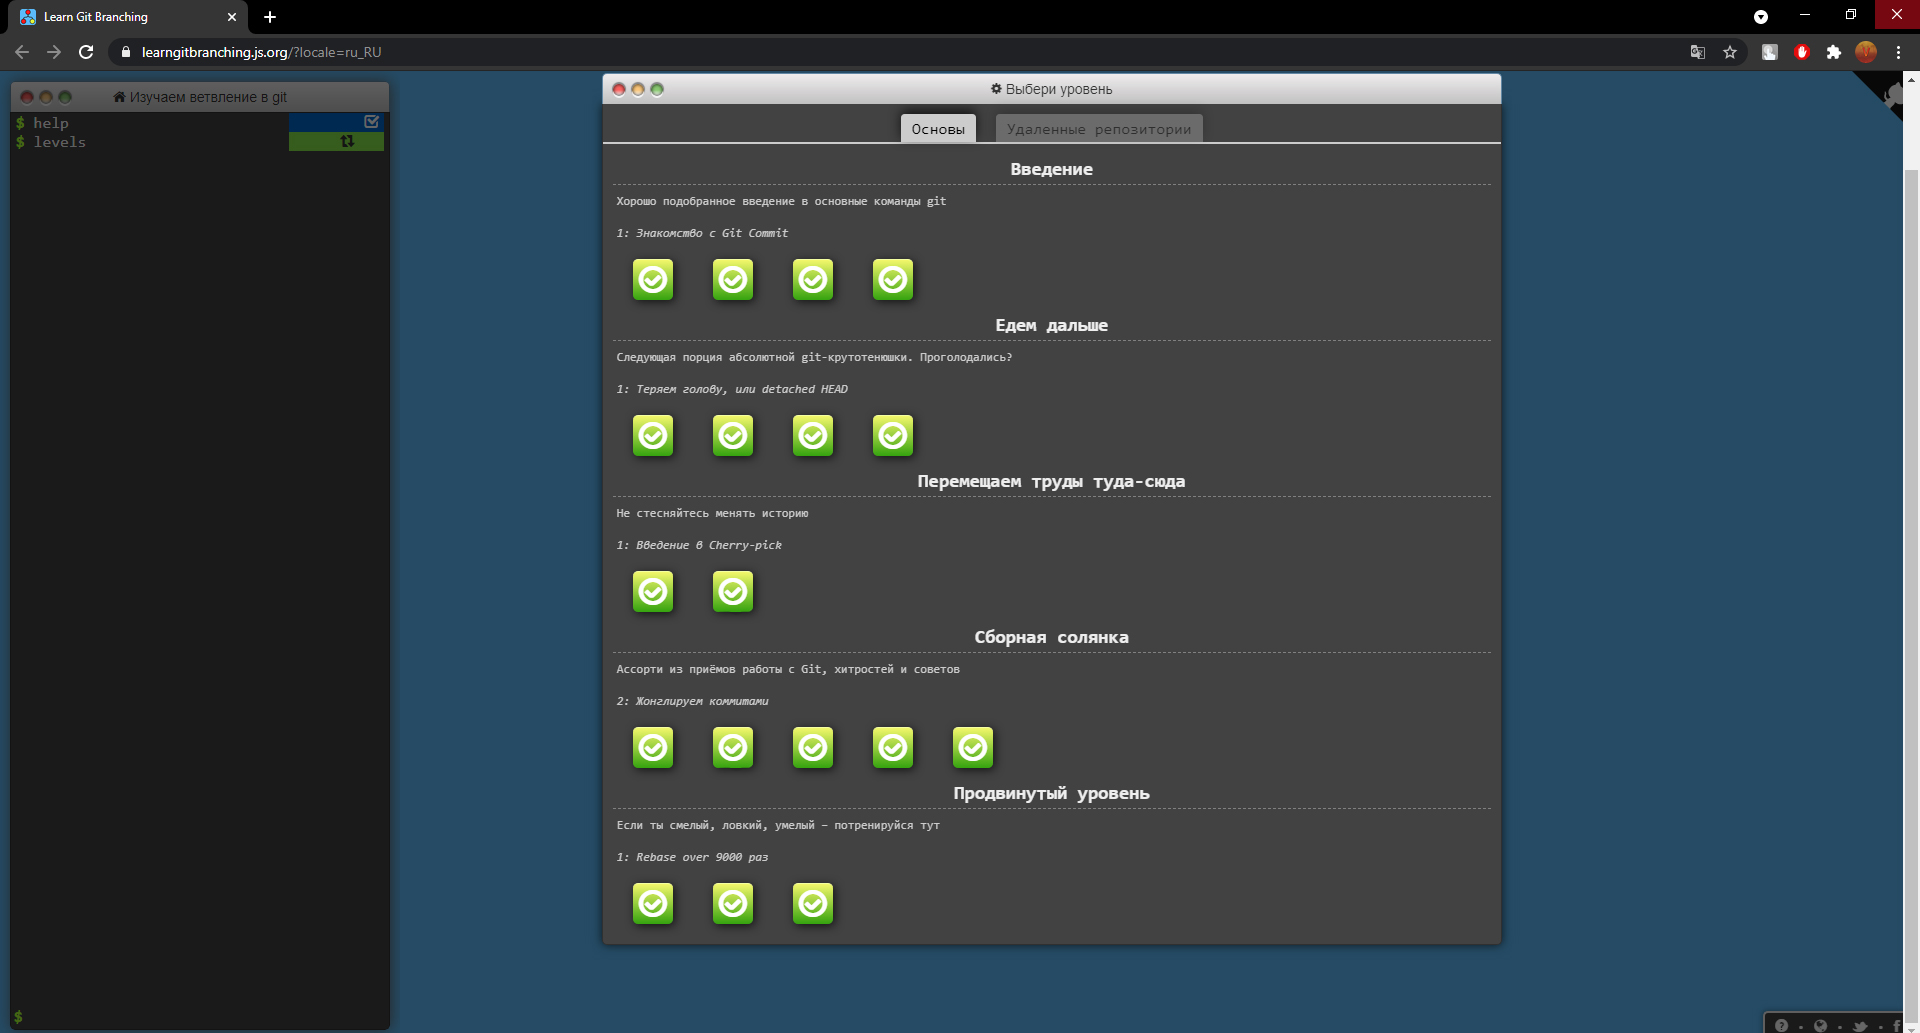 Learn Git Branching
learngitbranching.js.org/?locale=ru_RU
Изучаем ветвление в git
$ help
$ levels
$
Выбери уровень
Основы
Удаленные репозитории
Введение
Хорошо подобранное введение в основные команды git
1: Знакомство с Git Commit
Едем дальше
Следующая порция абсолютной git-крутотенюшки. Проголодались?
1: Теряем голову, или detached HEAD
Перемещаем труды туда-сюда
Не стесняйтесь менять историю
1: Введение в Cherry-pick
Сборная солянка
Ассорти из приёмов работы с Git, хитростей и советов
2: Жонглируем коммитами
Продвинутый уровень
Если ты смелый, ловкий, умелый – потренируйся тут
1: Rebase over 9000 раз